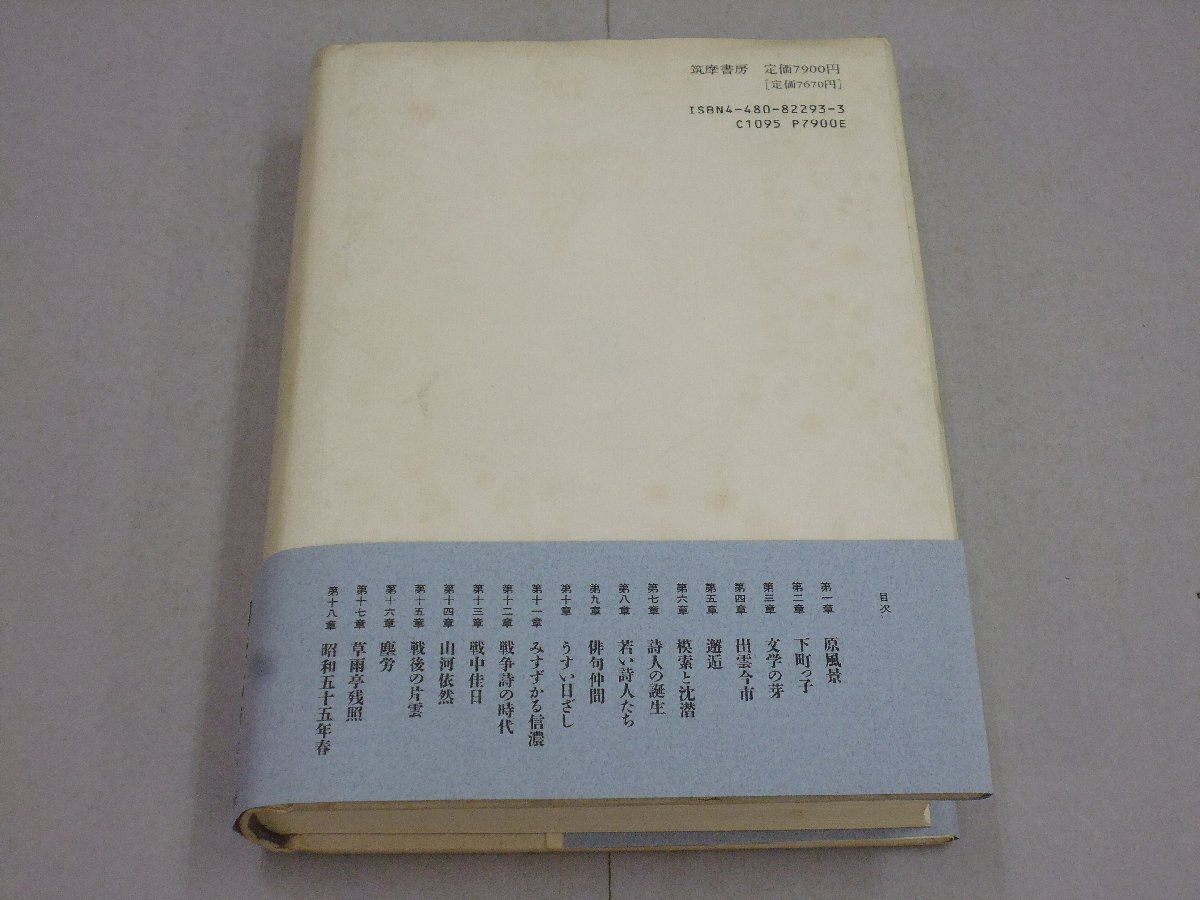 筑摩書房 定価7900円
[定価7670円]
ISBN4-480-82293-3
C1095 P7900E
目次
第一章 原風景
第二章 下町っ子
第三章 文学の芽
第四章 出雲今市
第五章 邂逅
第六章 模索と沈潜
第七章 詩人の誕生
第八章 若い詩人たち
第九章 俳句仲間
第十章 うすい日ざし
第十一章 みすずかる信濃
第十二章 戦争詩の時代
第十三章 戦中佳日
第十四章 山河依然
第十五章 戦後の片雲
第十六章 塵労
第十七章 草雨亭残照
第十八章 昭和五十五年春